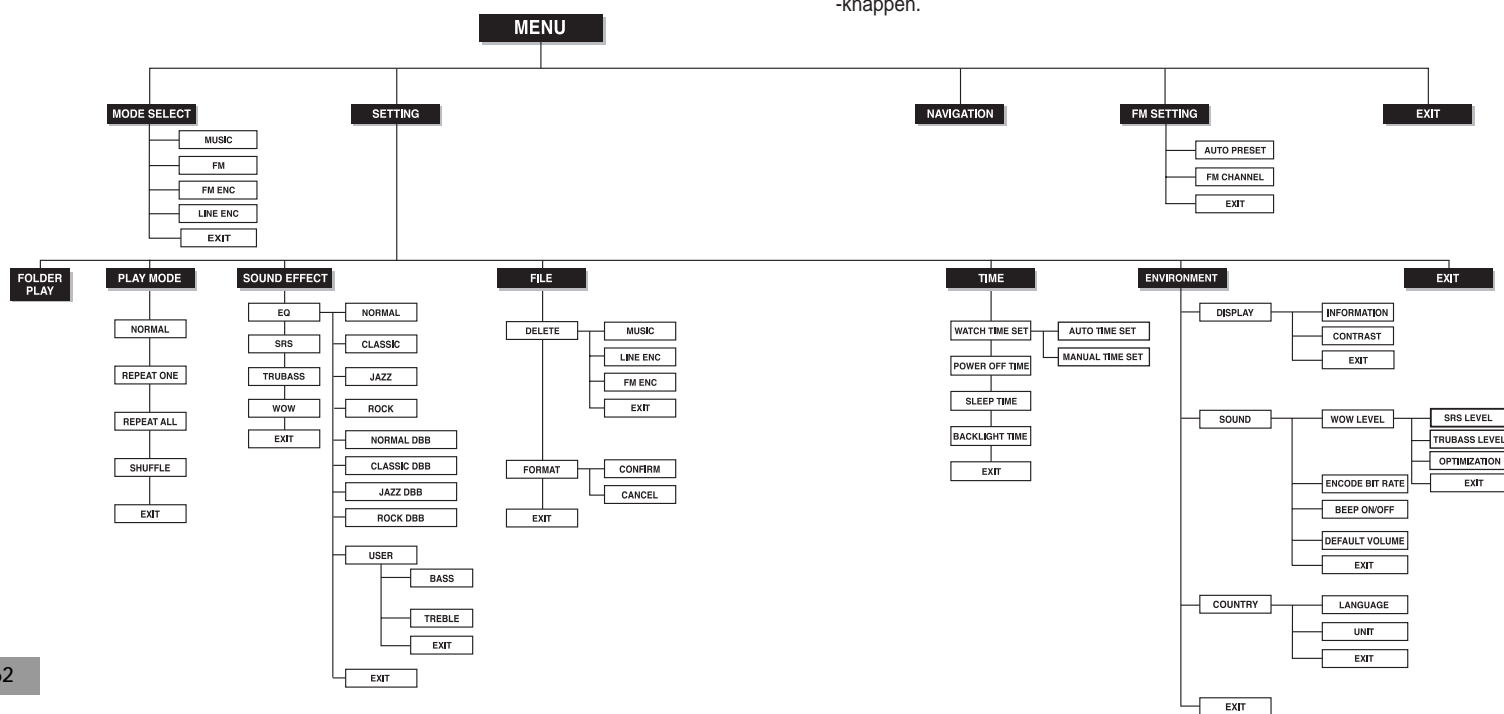 -knappen.
MENU
MODE SELECT
MUSIC
FM
FM ENC
LINE ENC
EXIT
SETTING
NAVIGATION
FM SETTING
AUTO PRESET
FM CHANNEL
EXIT
EXIT
FOLDER
PLAY
PLAY MODE
NORMAL
REPEAT ONE
REPEAT ALL
SHUFFLE
EXIT
SOUND EFFECT
EQ
SRS
TRUBASS
WOW
EXIT
NORMAL
CLASSIC
JAZZ
ROCK
NORMAL DBB
CLASSIC DBB
JAZZ DBB
ROCK DBB
USER
BASS
TREBLE
EXIT
EXIT
FILE
DELETE
MUSIC
LINE ENC
FM ENC
EXIT
FORMAT
CONFIRM
CANCEL
EXIT
TIME
WATCH TIME SET
AUTO TIME SET
MANUAL TIME SET
POWER OFF TIME
SLEEP TIME
BACKLIGHT TIME
EXIT
ENVIRONMENT
DISPLAY
INFORMATION
CONTRAST
EXIT
SOUND
WOW LEVEL
SRS LEVEL
TRUBASS LEVEL
OPTIMIZATION
EXIT
ENCODE BIT RATE
BEEP ON/OFF
DEFAULT VOLUME
EXIT
COUNTRY
LANGUAGE
UNIT
EXIT
EXIT
EXIT